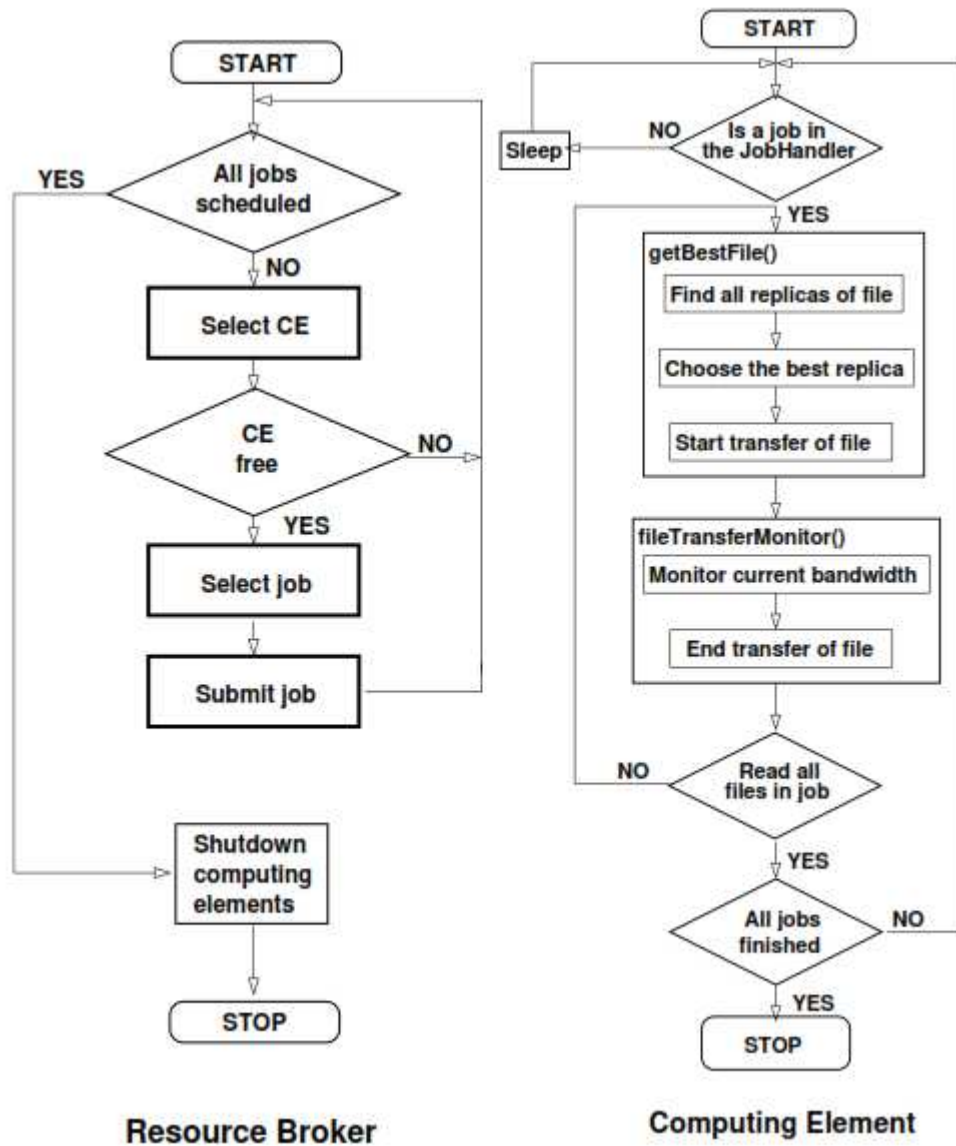 START
All jobs
scheduled
YES
NO
Select CE
CE
free
NO
YES
Select job
Submit job
Shutdown
computing
elements
STOP
Resource Broker
START
Is a job in
the JobHandler
NO
Sleep
YES
getBestFile()
Find all replicas of file
Choose the best replica
Start transfer of file
fileTransferMonitor()
Monitor current bandwidth
End transfer of file
Read all
files in job
NO
YES
All jobs
finished
NO
YES
STOP
Computing Element